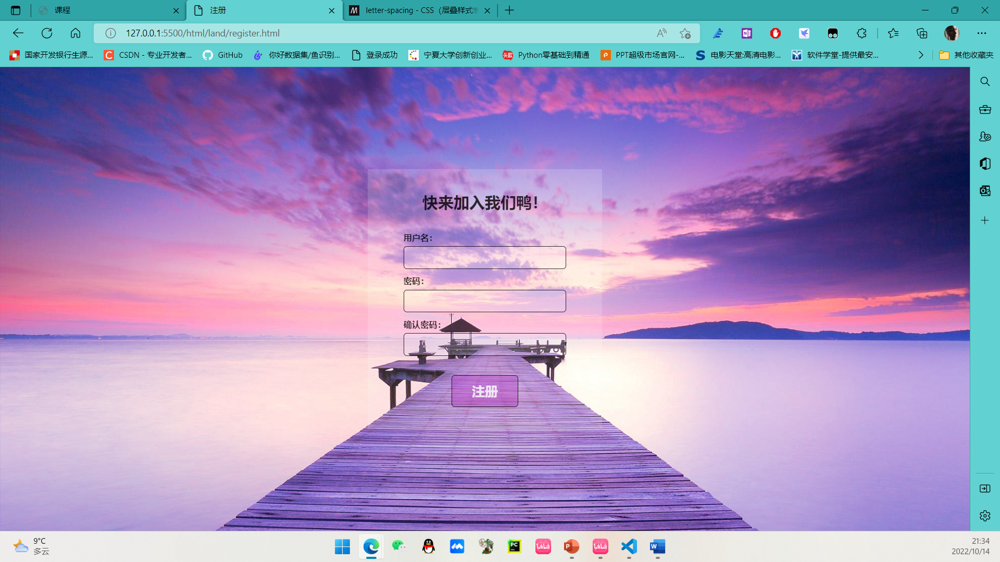 课程
注册
letter-spacing - CSS（层叠样式表
127.0.0.1:5500/html/land/register.html
国家开发银行生源...
CSDN - 专业开发者...
GitHub
你好数据集/鱼识别...
登录成功
宁夏大学创新创业...
Python零基础到精通
PPT超级市场官网-...
电影天堂:高清电影...
软件学堂-提供最安...
其他收藏夹
快来加入我们鸭！
用户名：
密码：
确认密码：
注册
9°C
多云
21:34
2022/10/14